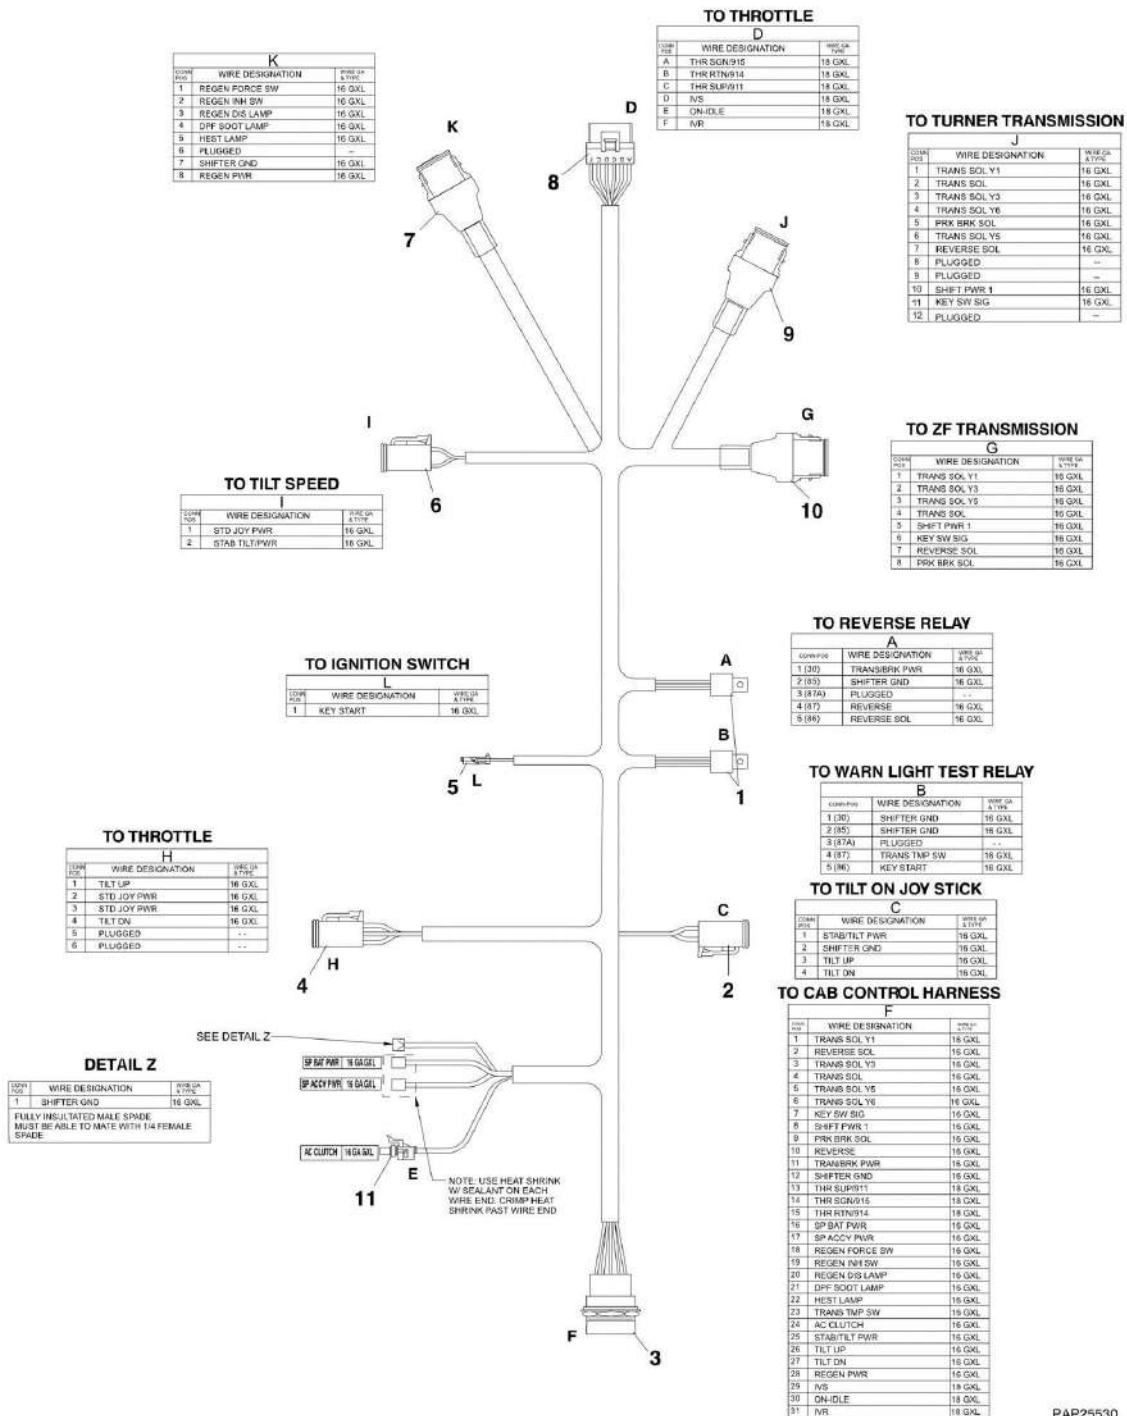 TO THROTTLE
D
CONN POS WIRE DESIGNATION WIRE GA & TYPE
A THR SGN/915 18 GXL
B THR RTN/914 18 GXL
C THR SUP/911 18 GXL
D IVS 18 GXL
E ON-IDLE 18 GXL
F IVR 18 GXL
K
CONN POS WIRE DESIGNATION WIRE GA & TYPE
1 REGEN FORCE SW 16 GXL
2 REGEN INH SW 16 GXL
3 REGEN DIS LAMP 16 GXL
4 DPF SOOT LAMP 16 GXL
5 HEST LAMP 16 GXL
6 PLUGGED --
7 SHIFTER GND 16 GXL
8 REGEN PWR 16 GXL
TO TURNER TRANSMISSION
J
CONN POS WIRE DESIGNATION WIRE GA & TYPE
1 TRANS SOL Y1 16 GXL
2 TRANS SOL 16 GXL
3 TRANS SOL Y3 16 GXL
4 TRANS SOL Y6 16 GXL
5 PRK BRK SOL 16 GXL
6 TRANS SOL Y5 16 GXL
7 REVERSE SOL 16 GXL
8 PLUGGED --
9 PLUGGED --
10 SHIFT PWR 1 16 GXL
11 KEY SW SIG 16 GXL
12 PLUGGED --
K
D
8
7
J
9
I
6
G
10
TO TILT SPEED
I
CONN POS WIRE DESIGNATION WIRE GA & TYPE
1 STD JOY PWR 16 GXL
2 STAB TILT/PWR 16 GXL
TO ZF TRANSMISSION
G
CONN POS WIRE DESIGNATION WIRE GA & TYPE
1 TRANS SOL Y1 16 GXL
2 TRANS SOL Y3 16 GXL
3 TRANS SOL Y5 16 GXL
4 TRANS SOL 16 GXL
5 SHIFT PWR 1 16 GXL
6 KEY SW SIG 16 GXL
7 REVERSE SOL 16 GXL
8 PRK BRK SOL 16 GXL
TO REVERSE RELAY
A
CONN POS WIRE DESIGNATION WIRE GA & TYPE
1 (30) TRANS/BRK PWR 16 GXL
2 (85) SHIFTER GND 16 GXL
3 (87A) PLUGGED --
4 (87) REVERSE 16 GXL
5 (86) REVERSE SOL 16 GXL
TO IGNITION SWITCH
L
CONN POS WIRE DESIGNATION WIRE GA & TYPE
1 KEY START 16 GXL
A
B
1
5
L
TO WARN LIGHT TEST RELAY
B
CONN POS WIRE DESIGNATION WIRE GA & TYPE
1 (30) SHIFTER GND 16 GXL
2 (85) SHIFTER GND 16 GXL
3 (87A) PLUGGED --
4 (87) TRANS TMP SW 16 GXL
5 (86) KEY START 16 GXL
TO THROTTLE
H
CONN POS WIRE DESIGNATION WIRE GA & TYPE
1 TILT UP 16 GXL
2 STD JOY PWR 16 GXL
3 STD JOY PWR 16 GXL
4 TILT DN 16 GXL
5 PLUGGED --
6 PLUGGED --
TO TILT ON JOY STICK
C
CONN POS WIRE DESIGNATION WIRE GA & TYPE
1 STAB/TILT PWR 16 GXL
2 SHIFTER GND 16 GXL
3 TILT UP 16 GXL
4 TILT DN 16 GXL
C
2
H
4
TO CAB CONTROL HARNESS
F
CONN POS WIRE DESIGNATION WIRE GA & TYPE
1 TRANS SOL Y1 16 GXL
2 REVERSE SOL 16 GXL
3 TRANS SOL Y3 16 GXL
4 TRANS SOL 16 GXL
5 TRANS SOL Y5 16 GXL
6 TRANS SOL Y6 16 GXL
7 KEY SW SIG 16 GXL
8 SHIFT PWR 1 16 GXL
9 PRK BRK SOL 16 GXL
10 REVERSE 16 GXL
11 TRAN/BRK PWR 16 GXL
12 SHIFTER GND 16 GXL
13 THR SUP/911 18 GXL
14 THR SGN/915 18 GXL
15 THR RTN/914 18 GXL
16 SP BAT PWR 16 GXL
17 SP ACCY PWR 16 GXL
18 REGEN FORCE SW 16 GXL
19 REGEN INH SW 16 GXL
20 REGEN DIS LAMP 16 GXL
21 DPF SOOT LAMP 16 GXL
22 HEST LAMP 16 GXL
23 TRANS TMP SW 16 GXL
24 AC CLUTCH 16 GXL
25 STAB/TILT PWR 16 GXL
26 TILT UP 16 GXL
27 TILT DN 16 GXL
28 REGEN PWR 16 GXL
29 IVS 18 GXL
30 ON-IDLE 18 GXL
31 IVR 18 GXL
SEE DETAIL Z
SP BAT PWR 16 GA GXL
SP ACCY PWR 16 GA GXL
AC CLUTCH 16 GA GXL
E
11
NOTE: USE HEAT SHRINK
W/ SEALANT ON EACH
WIRE END. CRIMP HEAT
SHRINK PAST WIRE END
DETAIL Z
CONN POS WIRE DESIGNATION WIRE GA & TYPE
1 SHIFTER GND 16 GXL
FULLY INSULTATED MALE SPADE
MUST BE ABLE TO MATE WITH 1/4 FEMALE
SPADE
F
3
PAP25530